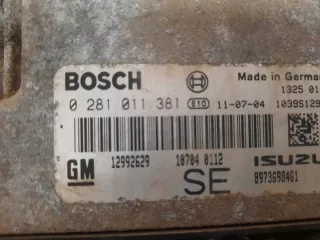 BOSCH Made in German
0 281 011 381 S10 11-07-04 1325 01
1039S129
GM 12992629 10704 0112 ISUZU
SE 8973698461